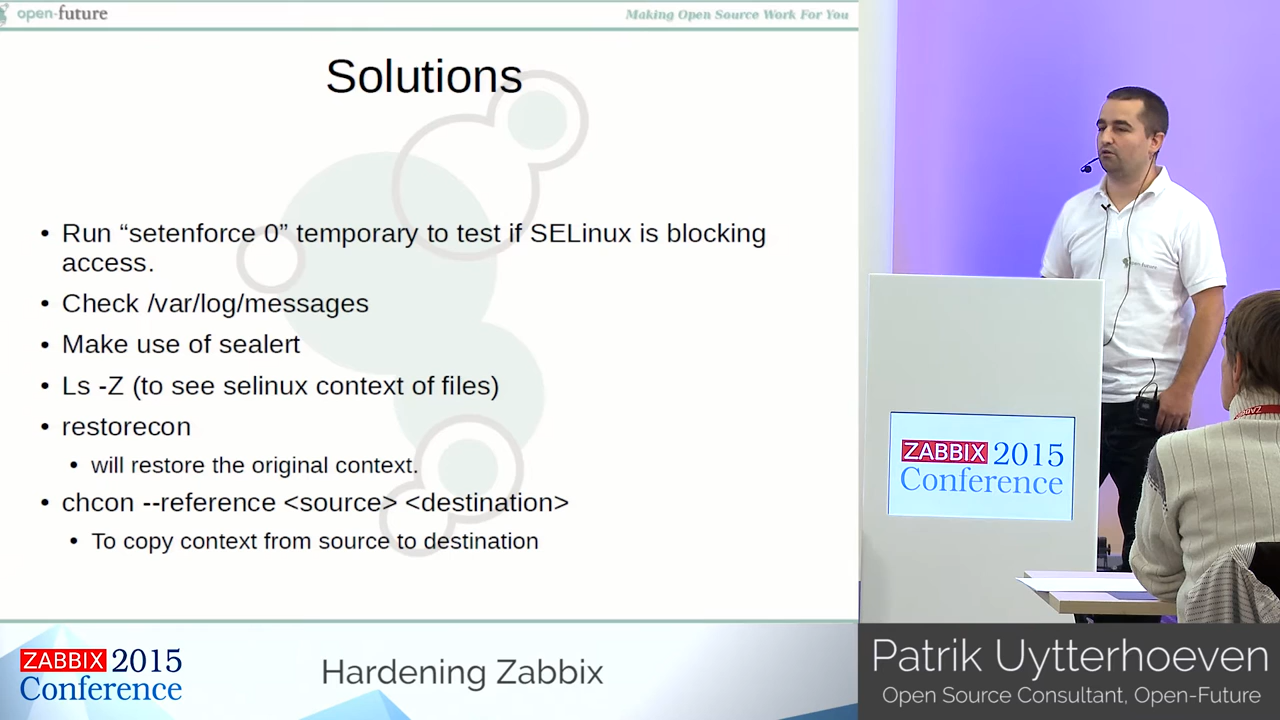 open-future
Making Open Source Work For You
Solutions
• Run “setenforce 0” temporary to test if SELinux is blocking
access.
• Check /var/log/messages
• Make use of sealert
• Ls -Z (to see selinux context of files)
• restorecon
• will restore the original context.
• chcon --reference <source> <destination>
• To copy context from source to destination
open-future
ZABBIX 2015
Conference
ZABBIX 2015
Conference
Hardening Zabbix
Patrik Uytterhoeven
Open Source Consultant, Open-Future